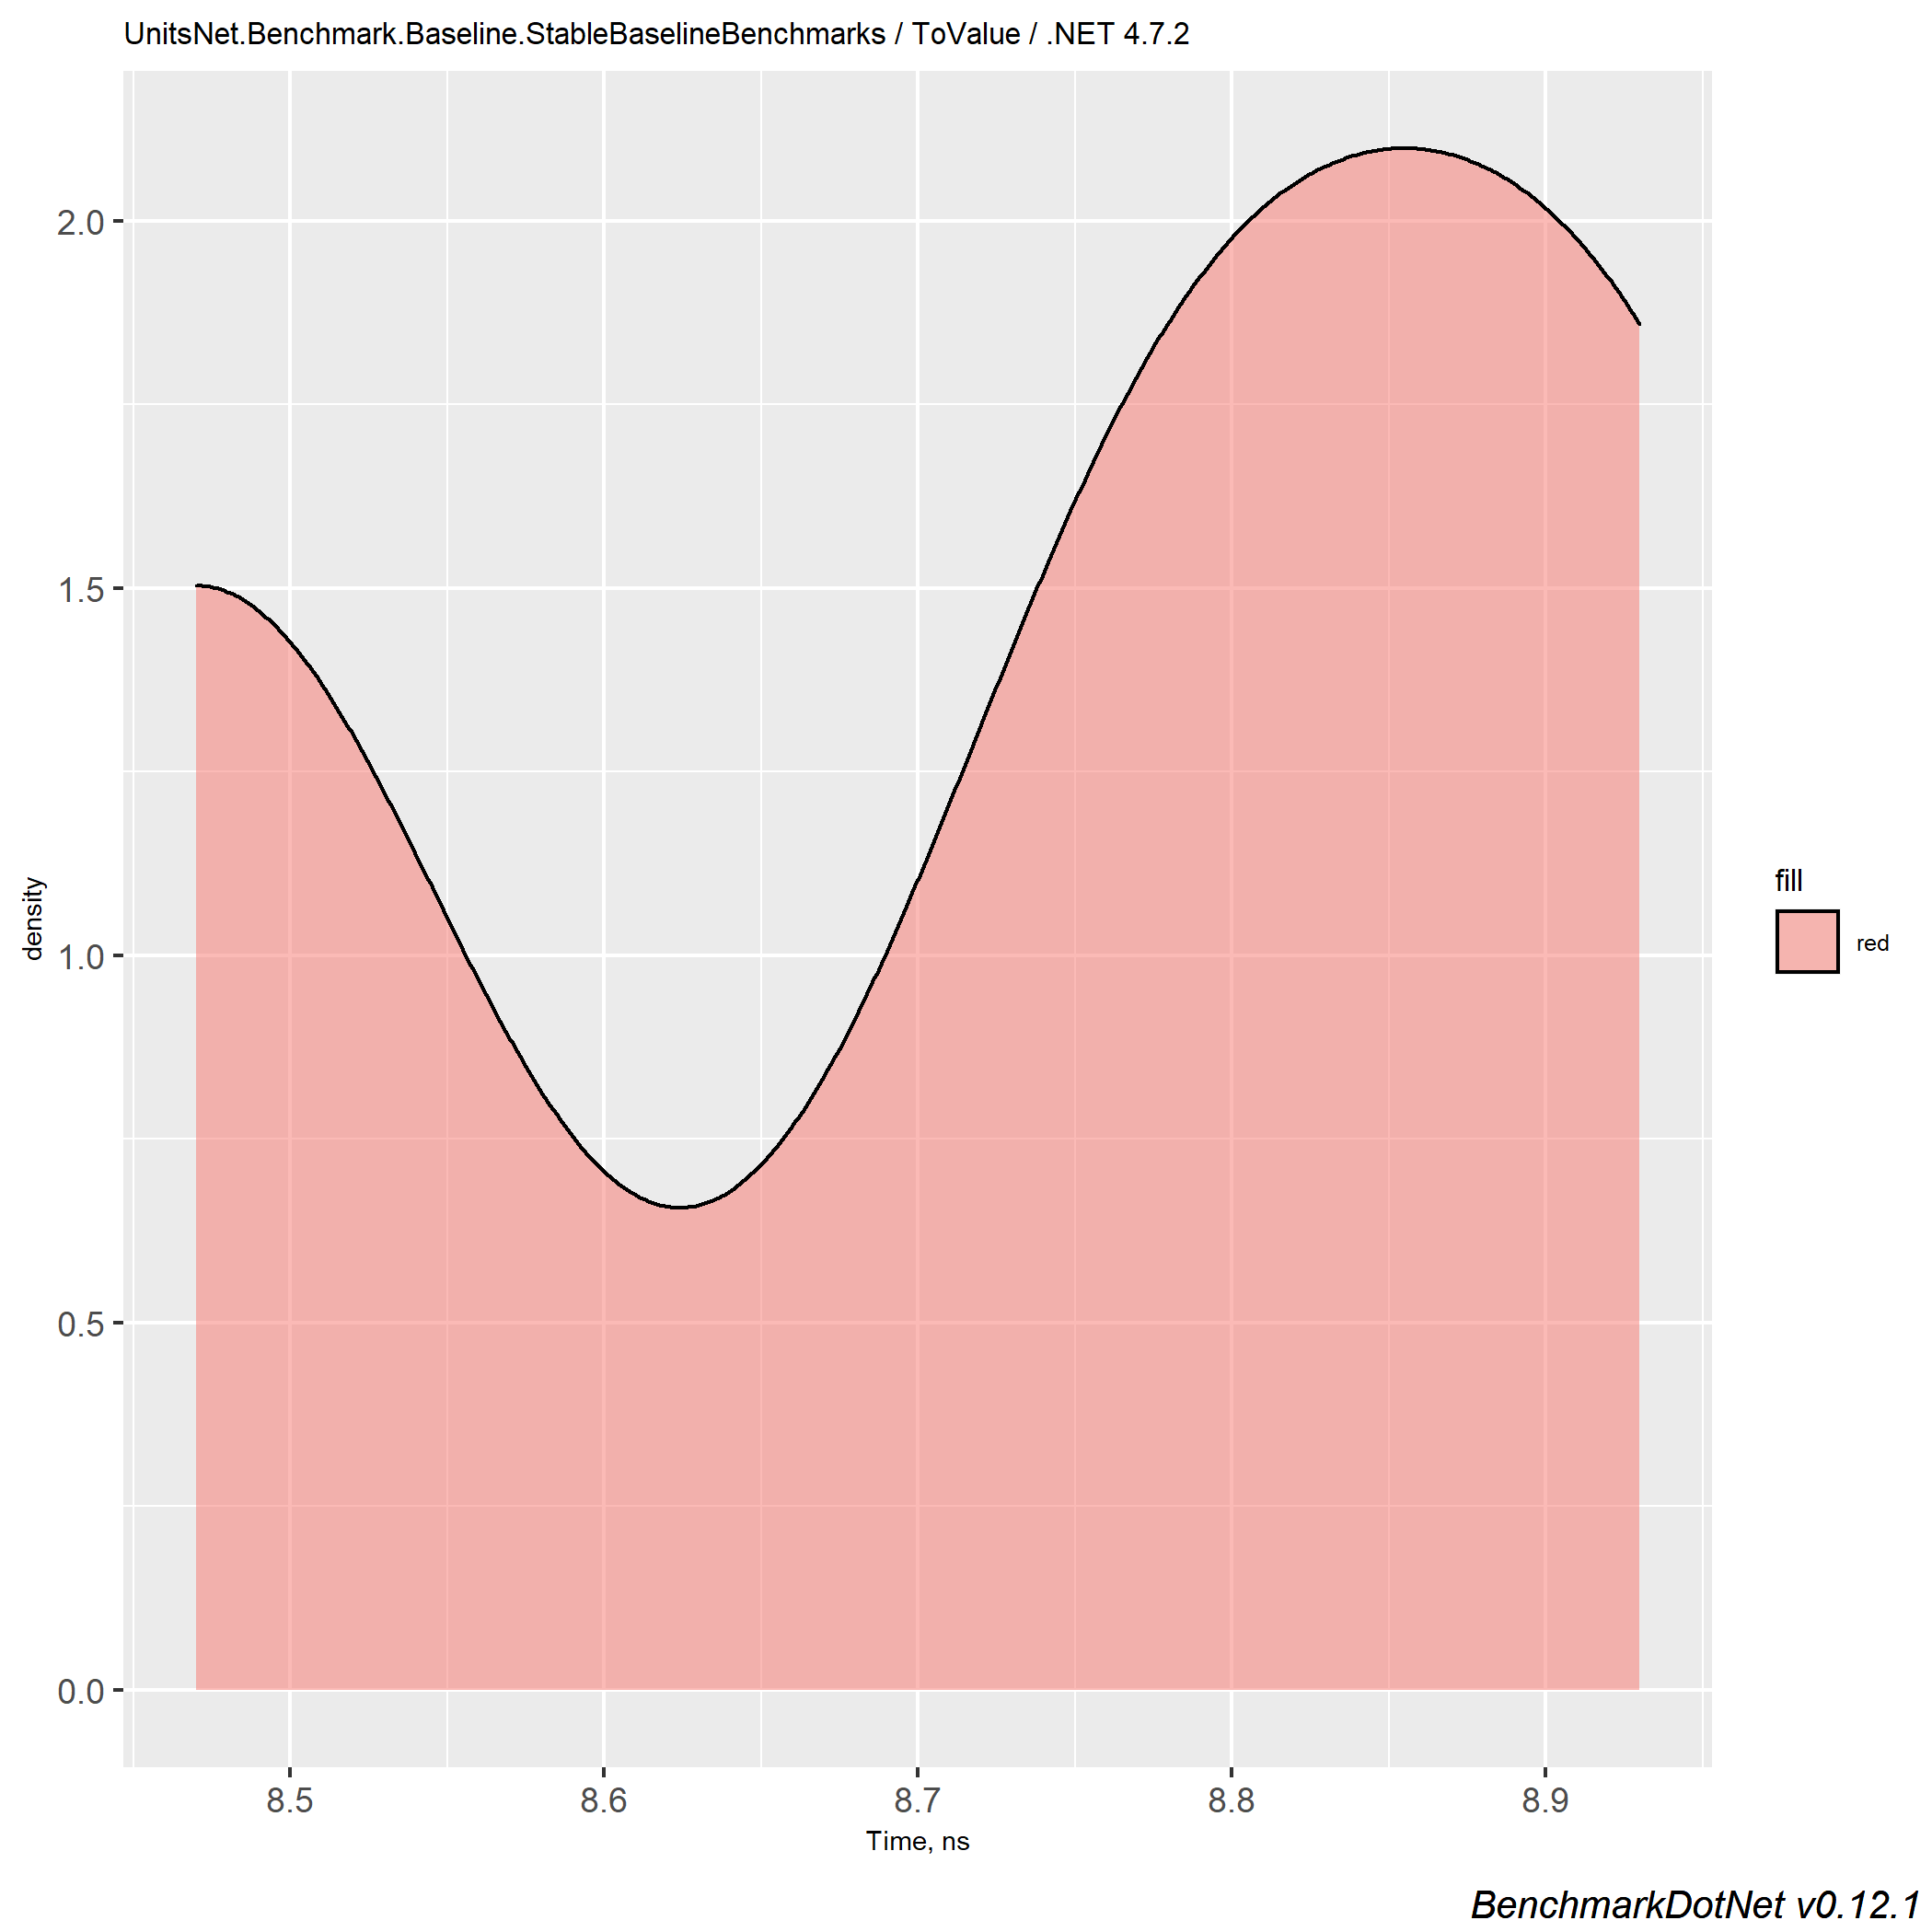 UnitsNet.Benchmark.Baseline.StableBaselineBenchmarks / ToValue / .NET 4.7.2
2.0
1.5
1.0
0.5
0.0
density
8.5 8.6 8.7 8.8 8.9
Time, ns
fill
red
BenchmarkDotNet v0.12.1